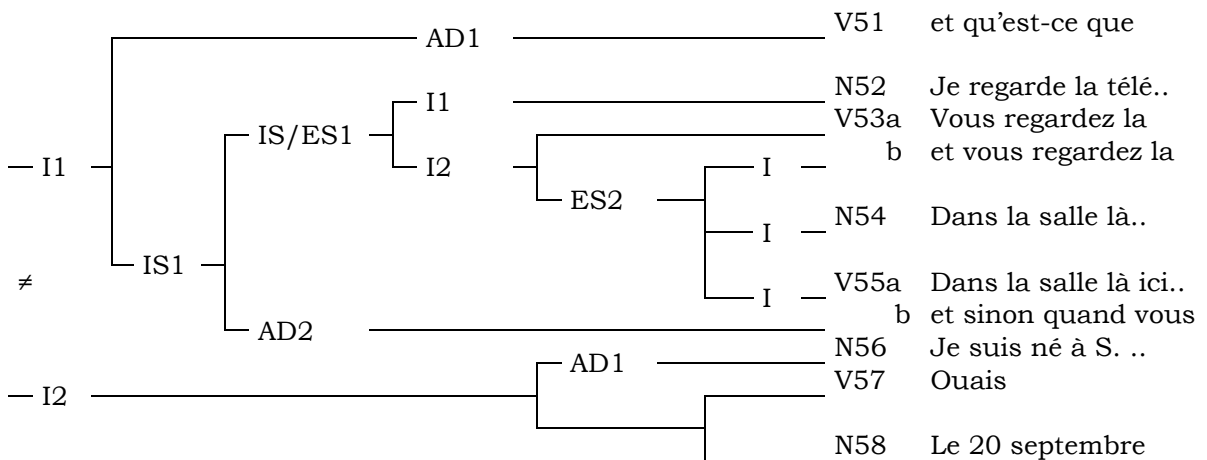 V51 et qu'est-ce que
AD1
N52 Je regarde la télé..
I1
V53a Vous regardez la
IS/ES1
b et vous regardez la
I1 I2 I
ES2
N54 Dans la salle là..
I
IS1
V55a Dans la salle là ici..
≠ I
b et sinon quand vous
AD2
N56 Je suis né à S. ..
AD1
V57 Ouais
I2
N58 Le 20 septembre